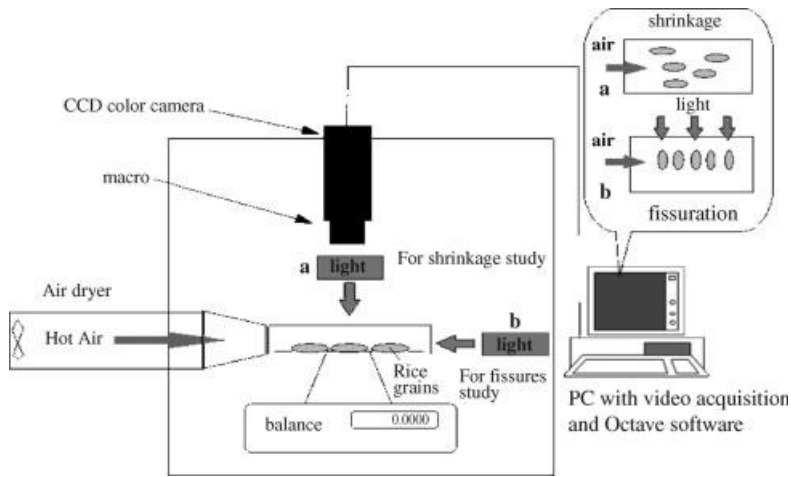 shrinkage
air
a
light
air
b
fissuration
CCD color camera
macro
a light
For shrinkage study
Air dryer
Hot Air
b
light
Rice
grains
For fissures
study
balance 0.0000
PC with video acquisition
and Octave software